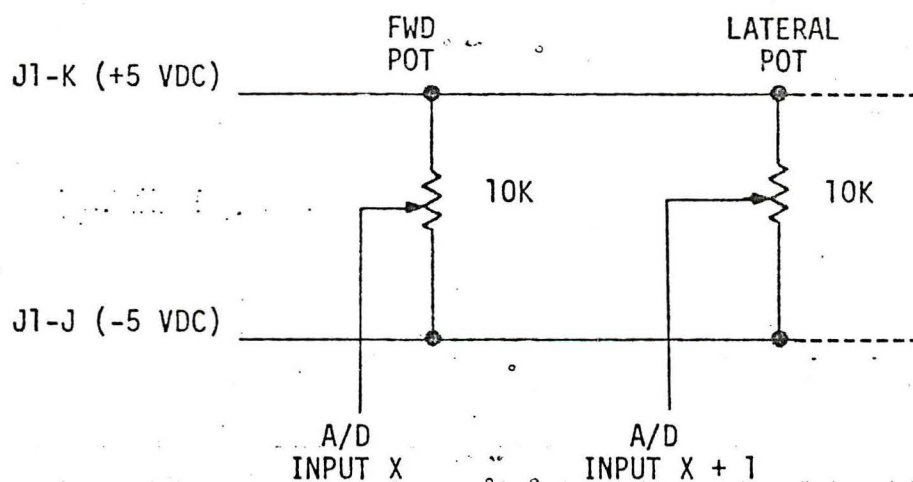 FWD
POT
LATERAL
POT
J1-K (+5 VDC)
10K
10K
J1-J (-5 VDC)
A/D
INPUT X
A/D
INPUT X + 1